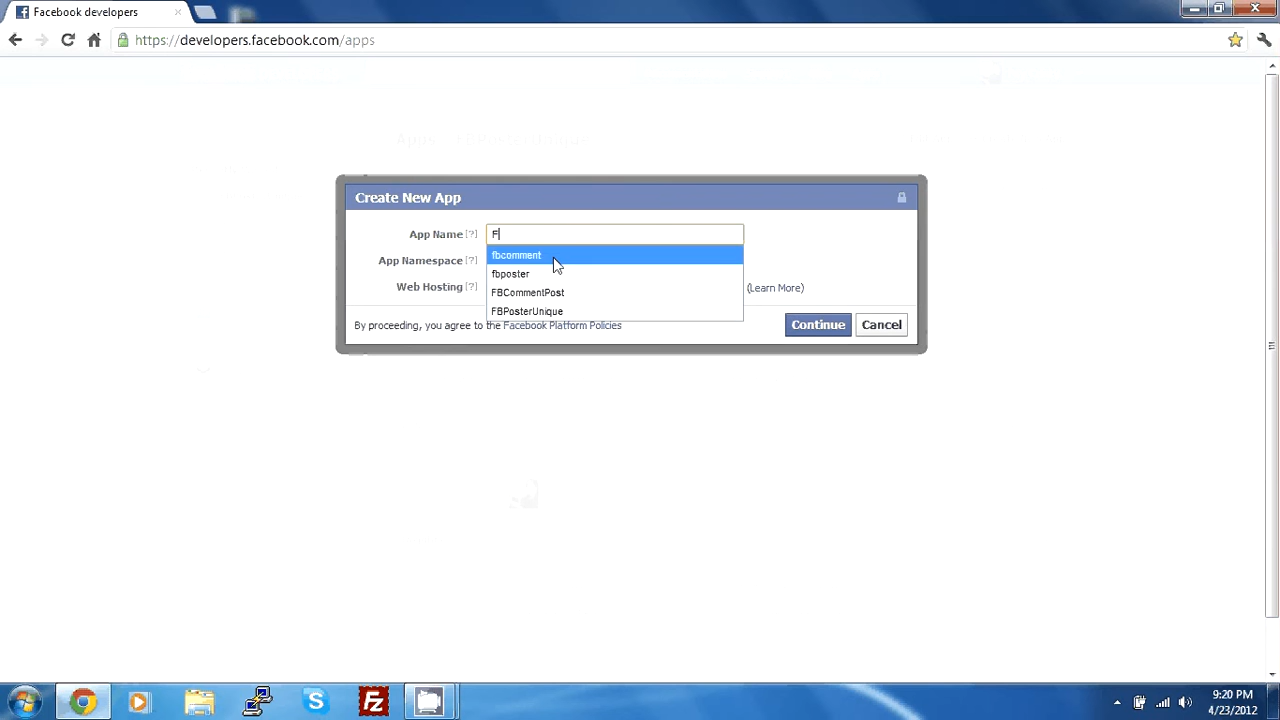 Facebook developers
https://developers.facebook.com/apps
Create New App
App Name [?] F
fbcomment
App Namespace [?]
fbposter
Web Hosting [?] FBCommentPost (Learn More)
FBPosterUnique
By proceeding, you agree to the Facebook Platform Policies
Continue Cancel
9:20 PM
4/23/2012